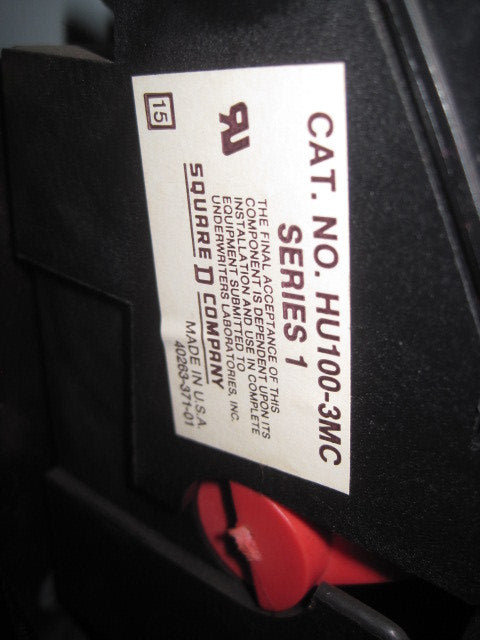 CAT. NO. HU100-3MC
SERIES 1
THE FINAL ACCEPTANCE OF THIS
COMPONENT IS DEPENDENT UPON ITS
INSTALLATION AND USE IN COMPLETE
EQUIPMENT SUBMITTED TO
UNDERWRITERS LABORATORIES, INC.
SQUARE D COMPANY
MADE IN U.S.A.
40263-371-01
15